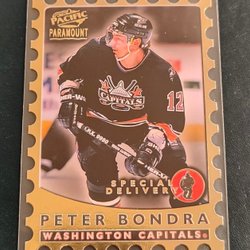 PACIFIC
PARAMOUNT
CAPITALS
12
SPECIAL
DELIVERY
PETER BONDRA
WASHINGTON CAPITALS